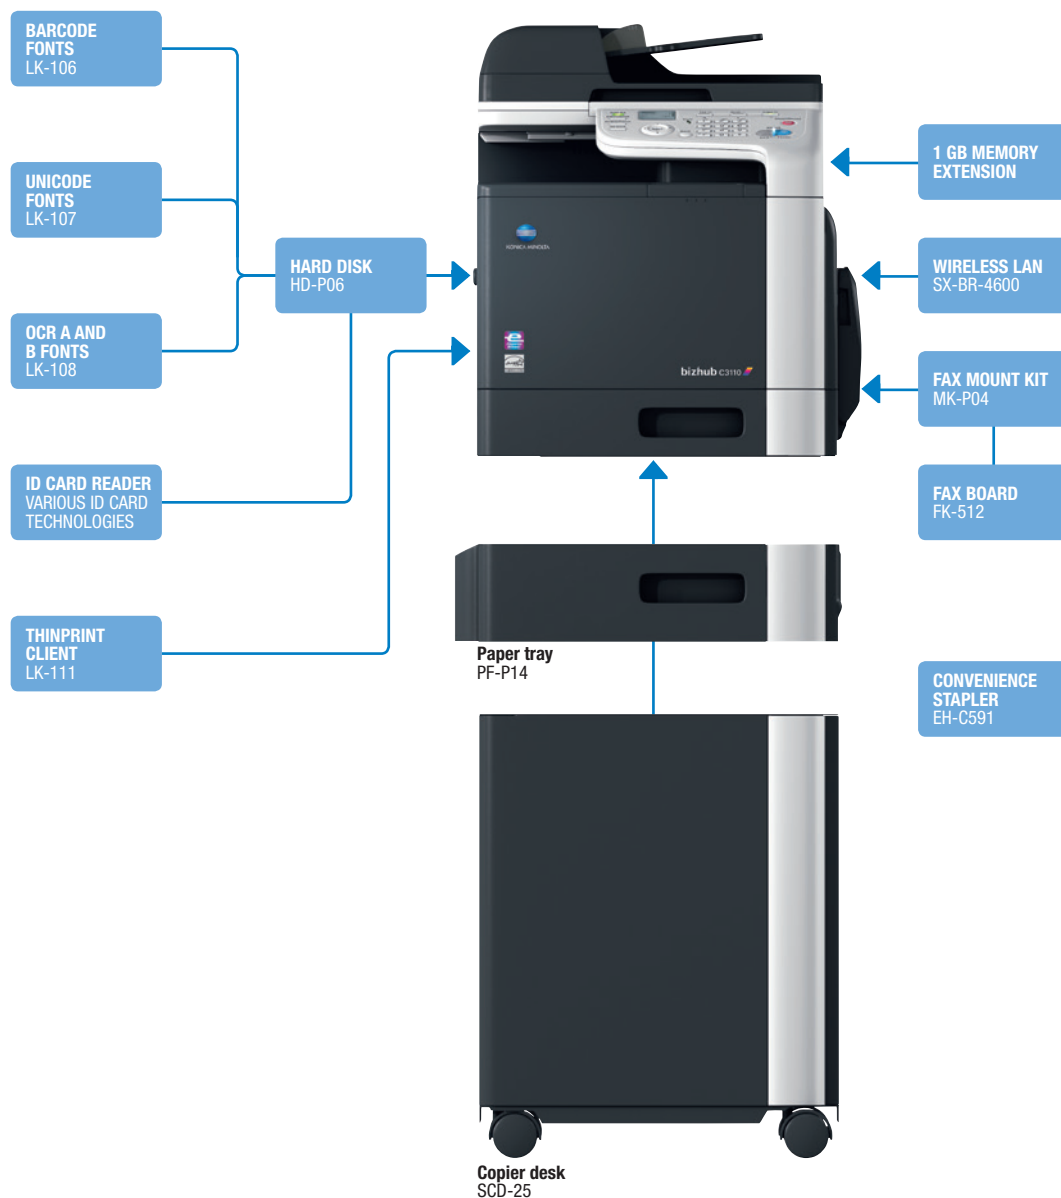 BARCODE
FONTS
LK-106
UNICODE
FONTS
LK-107
OCR A AND
B FONTS
LK-108
ID CARD READER
VARIOUS ID CARD
TECHNOLOGIES
THINPRINT
CLIENT
LK-111
HARD DISK
HD-P06
KONICA MINOLTA
bizhub C3110
Paper tray
PF-P14
Copier desk
SCD-25
1 GB MEMORY
EXTENSION
WIRELESS LAN
SX-BR-4600
FAX MOUNT KIT
MK-P04
FAX BOARD
FK-512
CONVENIENCE
STAPLER
EH-C591